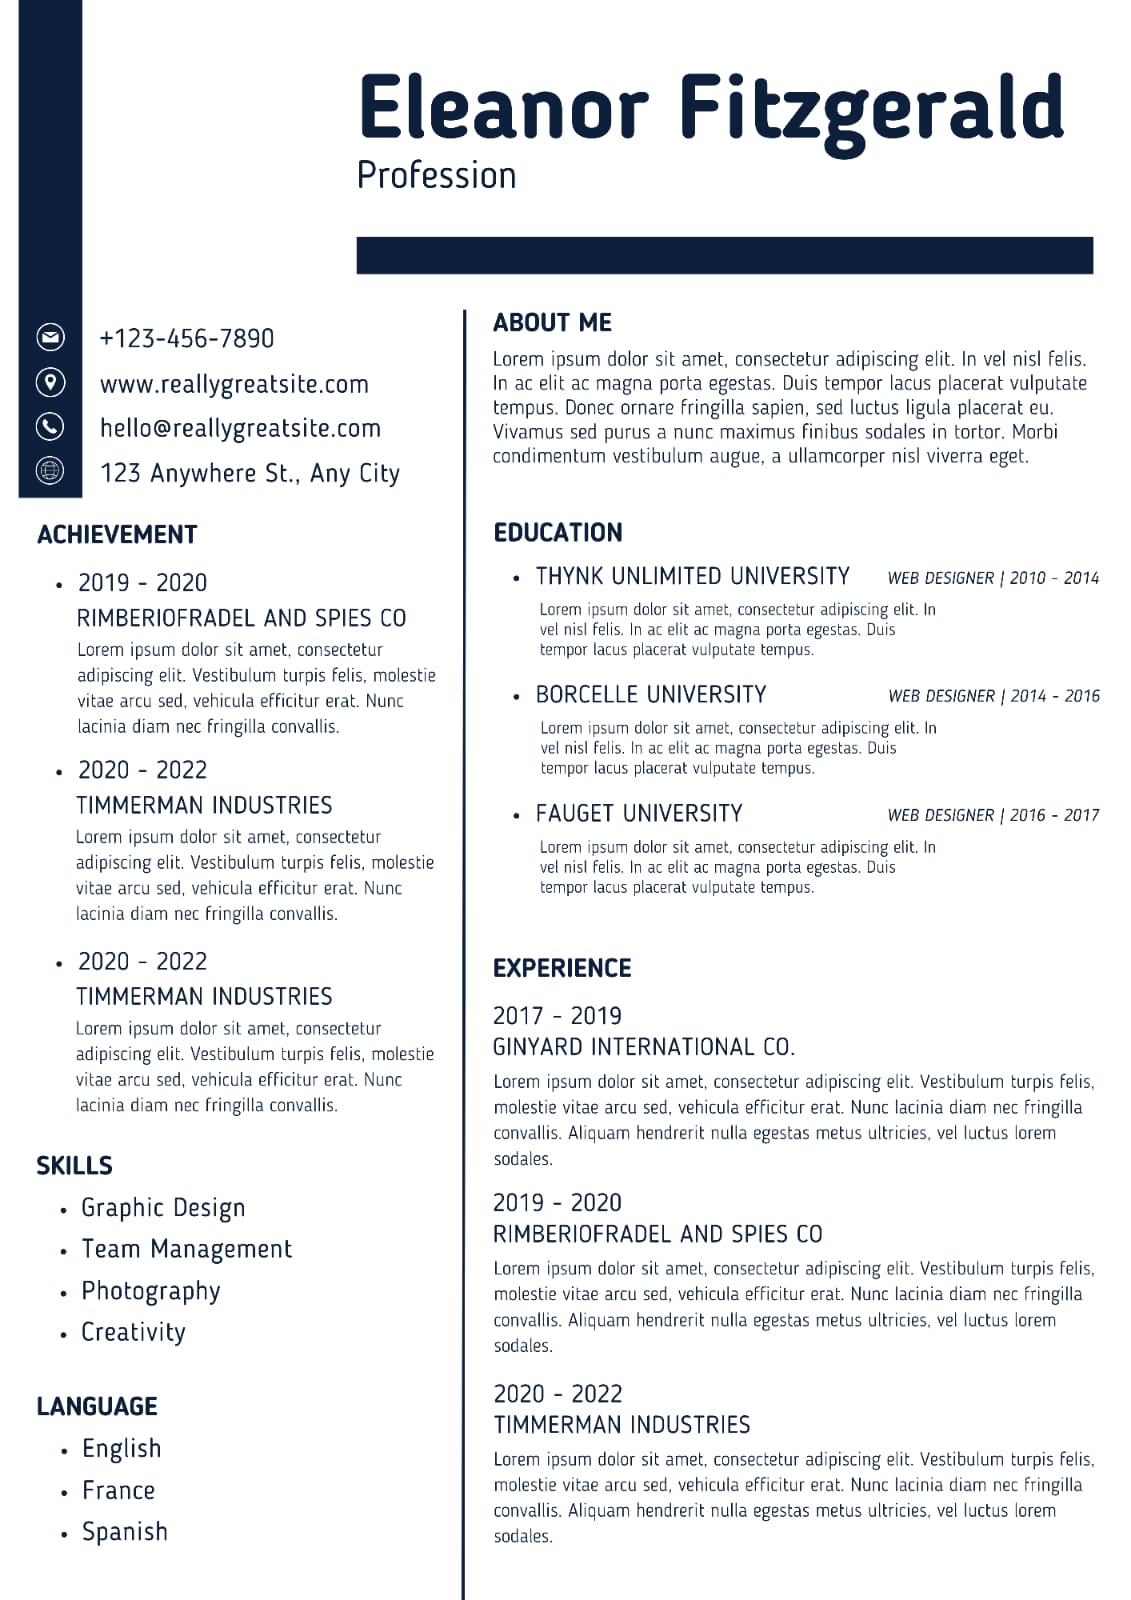 Eleanor Fitzgerald
Profession
+123-456-7890
www.reallygreatsite.com
hello@reallygreatsite.com
123 Anywhere St., Any City
ACHIEVEMENT
• 2019 - 2020
RIMBERIOFRADEL AND SPIES CO
Lorem ipsum dolor sit amet, consectetur
adipiscing elit. Vestibulum turpis felis, molestie
vitae arcu sed, vehicula efficitur erat. Nunc
lacinia diam nec fringilla convallis.
• 2020 - 2022
TIMMERMAN INDUSTRIES
Lorem ipsum dolor sit amet, consectetur
adipiscing elit. Vestibulum turpis felis, molestie
vitae arcu sed, vehicula efficitur erat. Nunc
lacinia diam nec fringilla convallis.
• 2020 - 2022
TIMMERMAN INDUSTRIES
Lorem ipsum dolor sit amet, consectetur
adipiscing elit. Vestibulum turpis felis, molestie
vitae arcu sed, vehicula efficitur erat. Nunc
lacinia diam nec fringilla convallis.
SKILLS
• Graphic Design
• Team Management
• Photography
• Creativity
LANGUAGE
• English
• France
• Spanish
ABOUT ME
Lorem ipsum dolor sit amet, consectetur adipiscing elit. In vel nisl felis.
In ac elit ac magna porta egestas. Duis tempor lacus placerat vulputate
tempus. Donec ornare fringilla sapien, sed luctus ligula placerat eu.
Vivamus sed purus a nunc maximus finibus sodales in tortor. Morbi
condimentum vestibulum augue, a ullamcorper nisl viverra eget.
EDUCATION
• THYNK UNLIMITED UNIVERSITY WEB DESIGNER | 2010 - 2014
Lorem ipsum dolor sit amet, consectetur adipiscing elit. In
vel nisl felis. In ac elit ac magna porta egestas. Duis
tempor lacus placerat vulputate tempus.
• BORCELLE UNIVERSITY WEB DESIGNER | 2014 - 2016
Lorem ipsum dolor sit amet, consectetur adipiscing elit. In
vel nisl felis. In ac elit ac magna porta egestas. Duis
tempor lacus placerat vulputate tempus.
• FAUGET UNIVERSITY WEB DESIGNER | 2016 - 2017
Lorem ipsum dolor sit amet, consectetur adipiscing elit. In
vel nisl felis. In ac elit ac magna porta egestas. Duis
tempor lacus placerat vulputate tempus.
EXPERIENCE
2017 - 2019
GINYARD INTERNATIONAL CO.
Lorem ipsum dolor sit amet, consectetur adipiscing elit. Vestibulum turpis felis,
molestie vitae arcu sed, vehicula efficitur erat. Nunc lacinia diam nec fringilla
convallis. Aliquam hendrerit nulla egestas metus ultricies, vel luctus lorem
sodales.
2019 - 2020
RIMBERIOFRADEL AND SPIES CO
Lorem ipsum dolor sit amet, consectetur adipiscing elit. Vestibulum turpis felis,
molestie vitae arcu sed, vehicula efficitur erat. Nunc lacinia diam nec fringilla
convallis. Aliquam hendrerit nulla egestas metus ultricies, vel luctus lorem
sodales.
2020 - 2022
TIMMERMAN INDUSTRIES
Lorem ipsum dolor sit amet, consectetur adipiscing elit. Vestibulum turpis felis,
molestie vitae arcu sed, vehicula efficitur erat. Nunc lacinia diam nec fringilla
convallis. Aliquam hendrerit nulla egestas metus ultricies, vel luctus lorem
sodales.